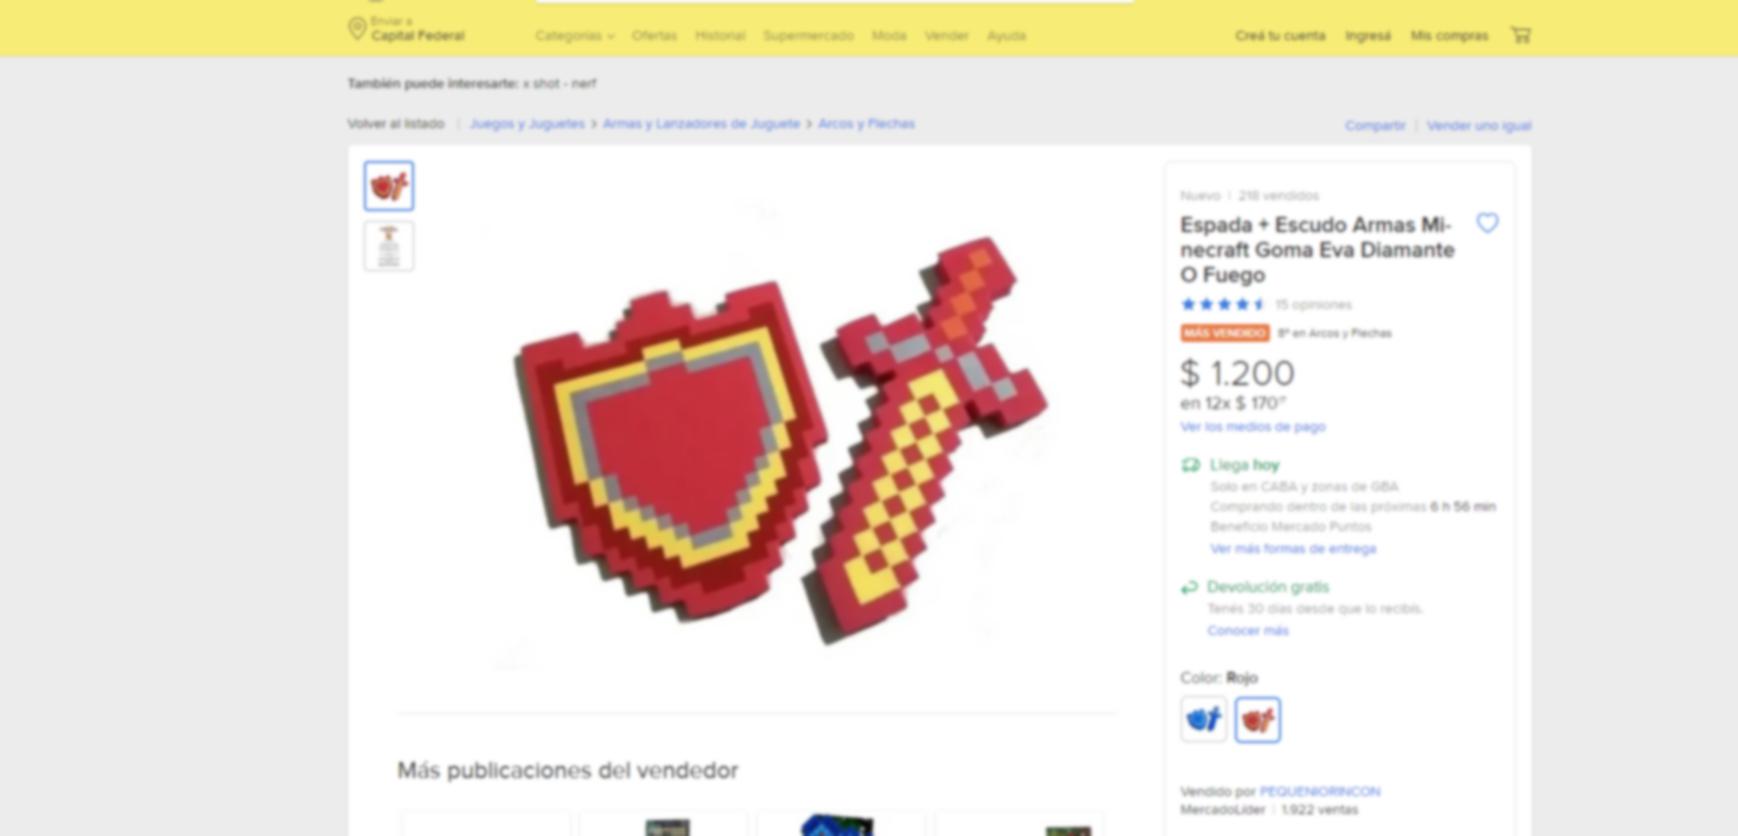 Enviar a
Capital Federal
Categorías Ofertas Historial Supermercado Moda Vender Ayuda
Creá tu cuenta Ingresá Mis compras
También puede interesarte: x shot - nerf
Volver al listado | Juegos y Juguetes > Armas y Lanzadores de Juguete > Arcos y Flechas
Compartir | Vender uno igual
Nuevo | 218 vendidos
Espada + Escudo Armas Mi-
necraft Goma Eva Diamante
O Fuego
15 opiniones
MÁS VENDIDO 8º en Arcos y Flechas
$ 1.200
en 12x $ 170
Ver los medios de pago
Llega hoy
Solo en CABA y zonas de GBA
Comprando dentro de las próximas 6 h 56 min
Beneficio Mercado Puntos
Ver más formas de entrega
Devolución gratis
Tenés 30 días desde que lo recibís.
Conocer más
Color: Rojo
Más publicaciones del vendedor
Vendido por PEQUENIORINCON
MercadoLíder | 1.922 ventas